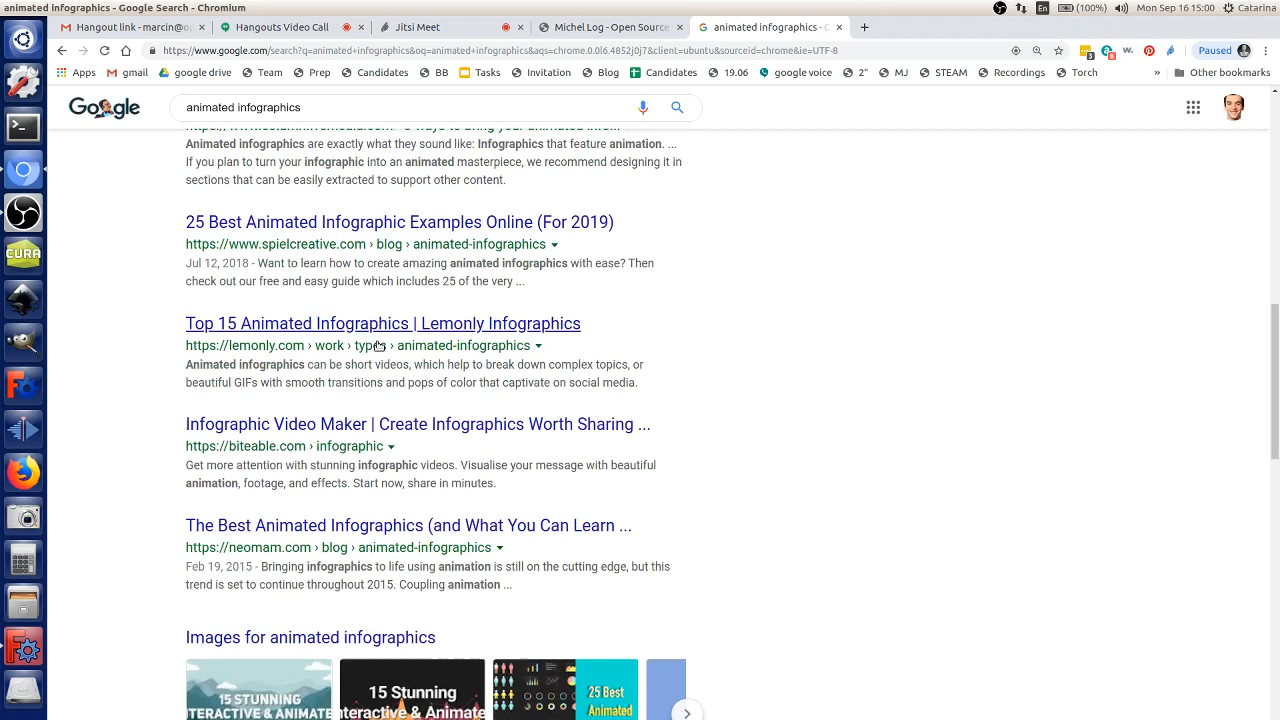 animated infographics - Google Search - Chromium
(100%)
Mon Sep 16 15:00
Catarina
En
Hangout link - marcin@o
Hangouts Video Call
Jitsi Meet
Michel Log - Open Source
animated infographics - G
https://www.google.com/search?q=animated+infographics&oq=animated+infographics&aqs=chrome.0.0l6.4852j0j7&client=ubuntu&sourceid=chrome&ie=UTF-8
Paused
Apps
gmail
google drive
Team
Prep
Candidates
BB
Tasks
Invitation
Blog
Candidates
19.06
google voice
2"
MJ
STEAM
Recordings
Torch
»
Other bookmarks
Google
animated infographics
Animated infographics are exactly what they sound like: Infographics that feature animation. ...
If you plan to turn your infographic into an animated masterpiece, we recommend designing it in
sections that can be easily extracted to support other content.
25 Best Animated Infographic Examples Online (For 2019)
https://www.spielcreative.com › blog › animated-infographics
Jul 12, 2018 - Want to learn how to create amazing animated infographics with ease? Then
check out our free and easy guide which includes 25 of the very ...
Top 15 Animated Infographics | Lemonly Infographics
https://lemonly.com › work › types › animated-infographics
Animated infographics can be short videos, which help to break down complex topics, or
beautiful GIFs with smooth transitions and pops of color that captivate on social media.
Infographic Video Maker | Create Infographics Worth Sharing ...
https://biteable.com › infographic
Get more attention with stunning infographic videos. Visualise your message with beautiful
animation, footage, and effects. Start now, share in minutes.
The Best Animated Infographics (and What You Can Learn ...
https://neomam.com › blog › animated-infographics
Feb 19, 2015 - Bringing infographics to life using animation is still on the cutting edge, but this
trend is set to continue throughout 2015. Coupling animation ...
Images for animated infographics
15 STUNNING
NTERACTIVE & ANIMATE
15 Stunning
nteractive & Animate
25 Best
Animated
CURA